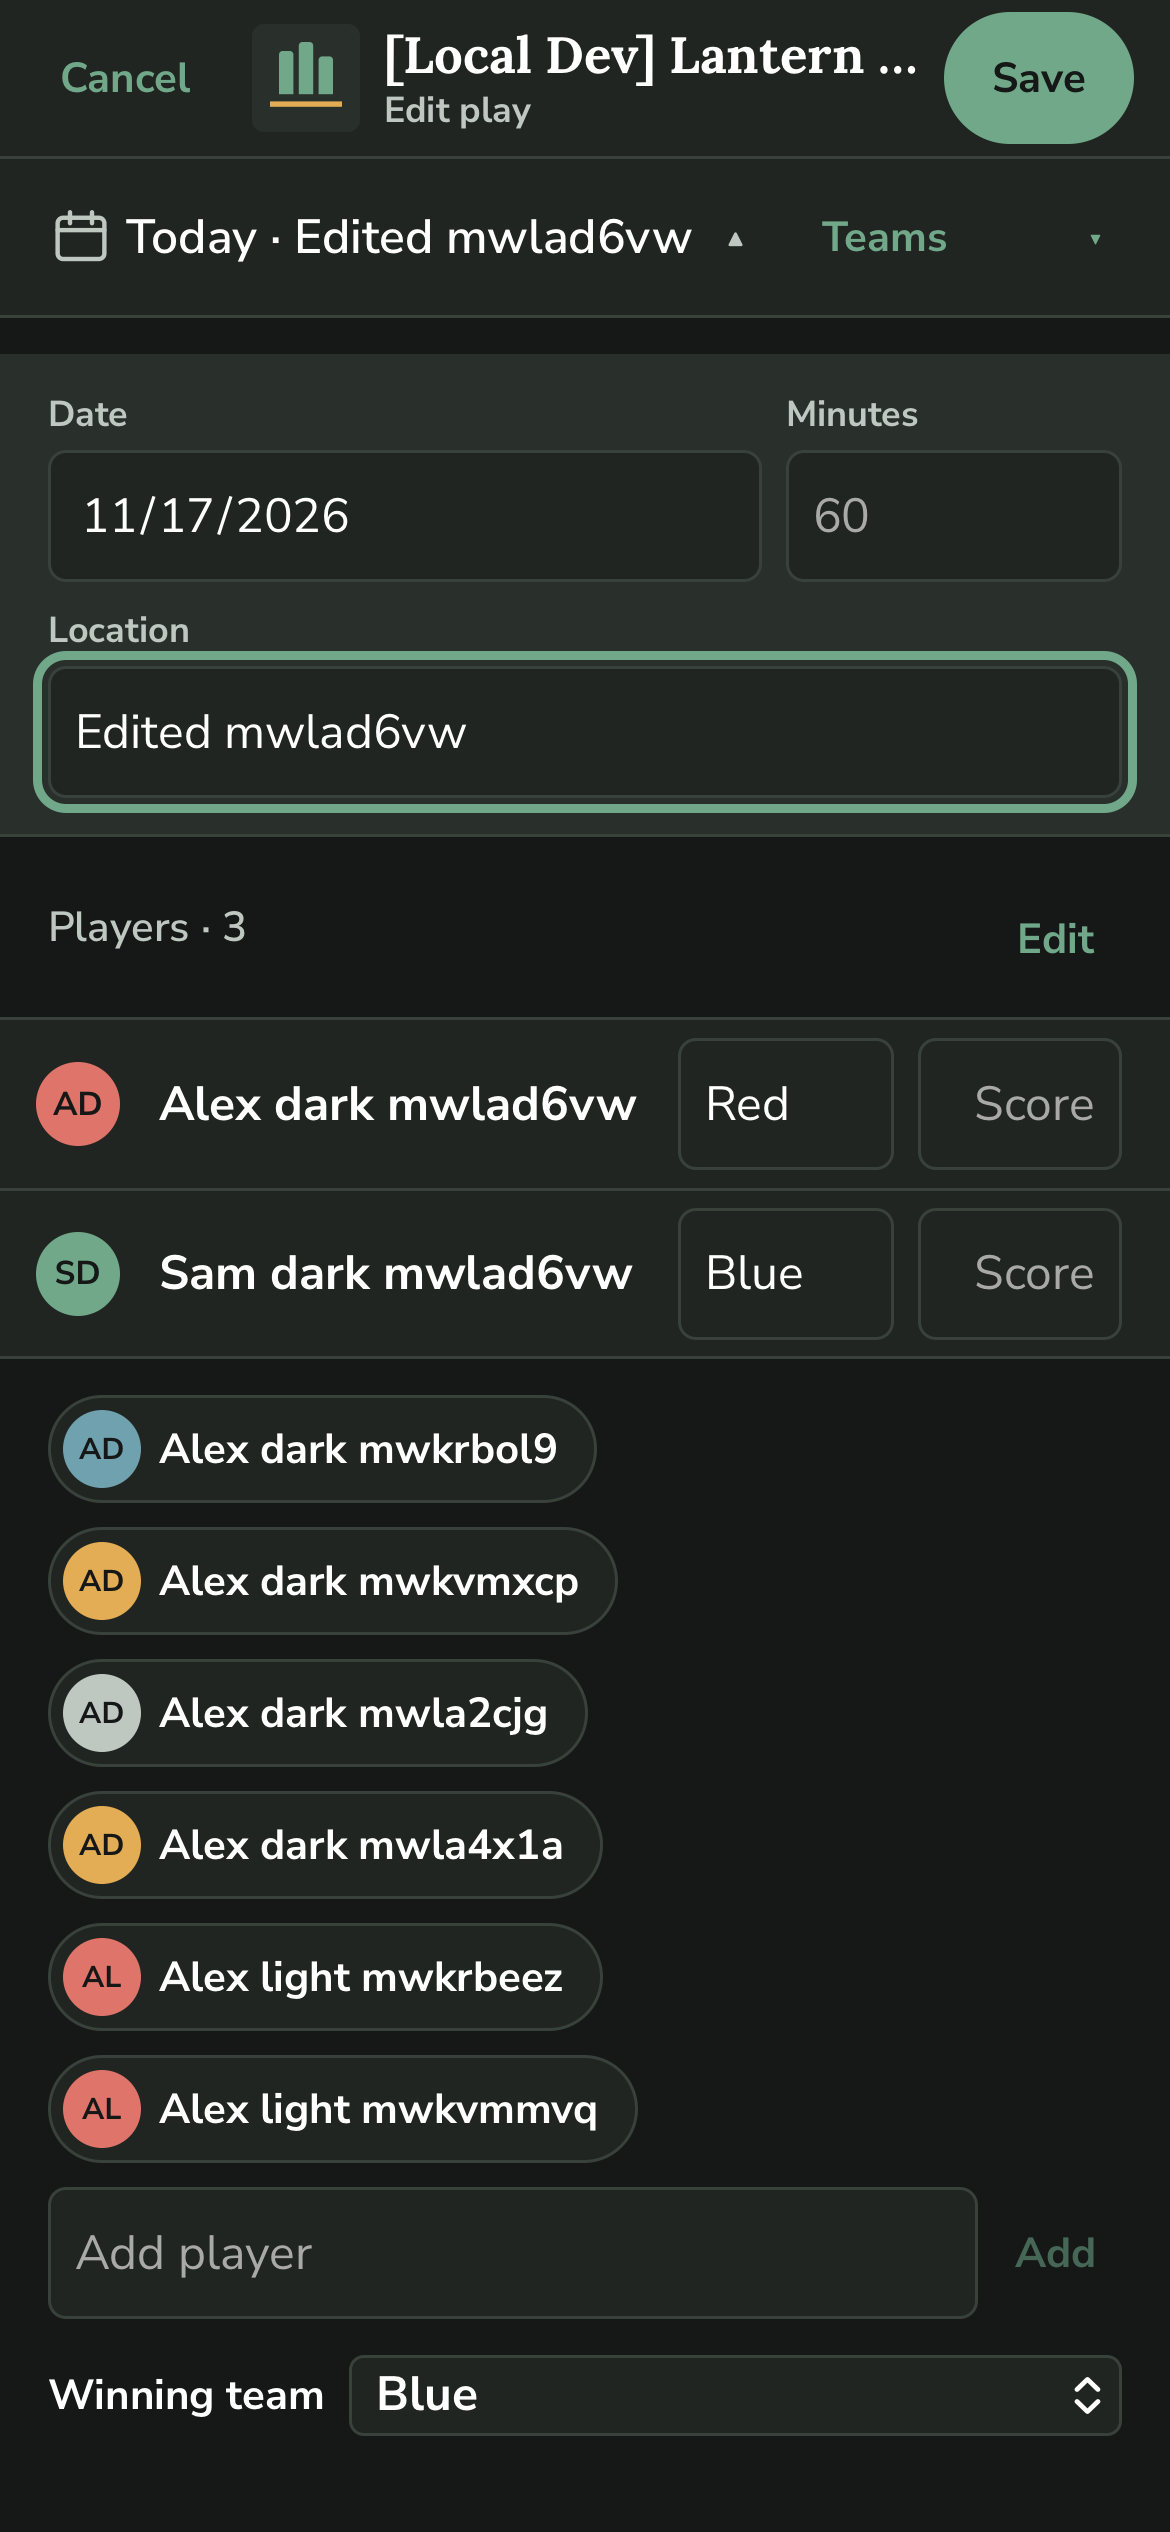 Cancel
[Local Dev] Lantern ...
Edit play
Save
Today · Edited mwlad6vw
Teams
Date
Minutes
11/17/2026
60
Location
Edited mwlad6vw
Players · 3
Edit
AD
Alex dark mwlad6vw
Red
Score
SD
Sam dark mwlad6vw
Blue
Score
AD
Alex dark mwkrbol9
AD
Alex dark mwkvmxcp
AD
Alex dark mwla2cjg
AD
Alex dark mwla4x1a
AL
Alex light mwkrbeez
AL
Alex light mwkvmmvq
Add player
Add
Winning team
Blue